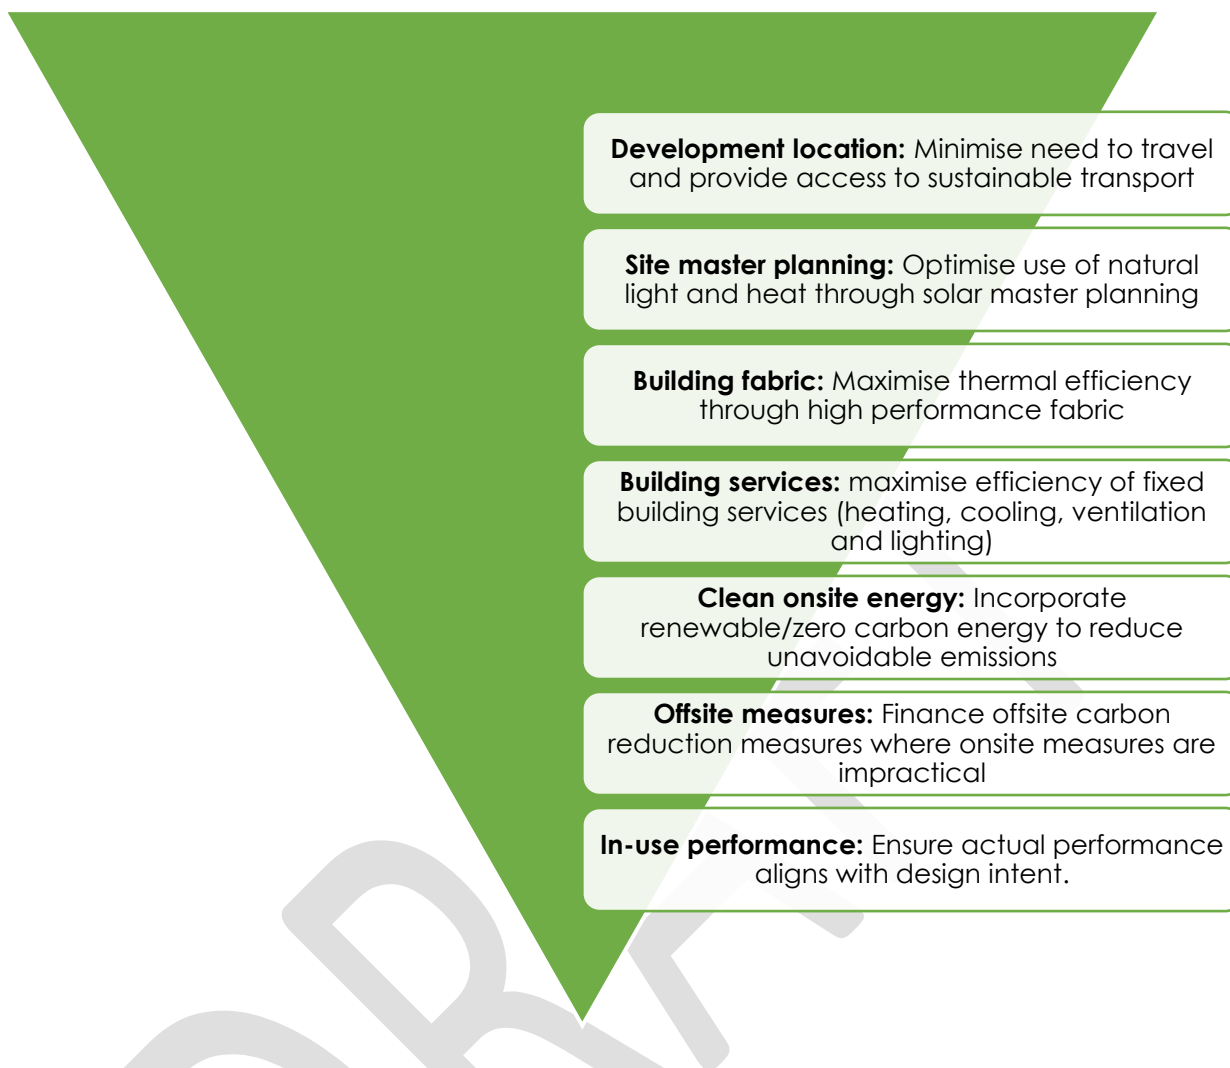 Development location: Minimise need to travel
and provide access to sustainable transport
Site master planning: Optimise use of natural
light and heat through solar master planning
Building fabric: Maximise thermal efficiency
through high performance fabric
Building services: maximise efficiency of fixed
building services (heating, cooling, ventilation
and lighting)
Clean onsite energy: Incorporate
renewable/zero carbon energy to reduce
unavoidable emissions
Offsite measures: Finance offsite carbon
reduction measures where onsite measures are
impractical
In-use performance: Ensure actual performance
aligns with design intent.
DRAFT